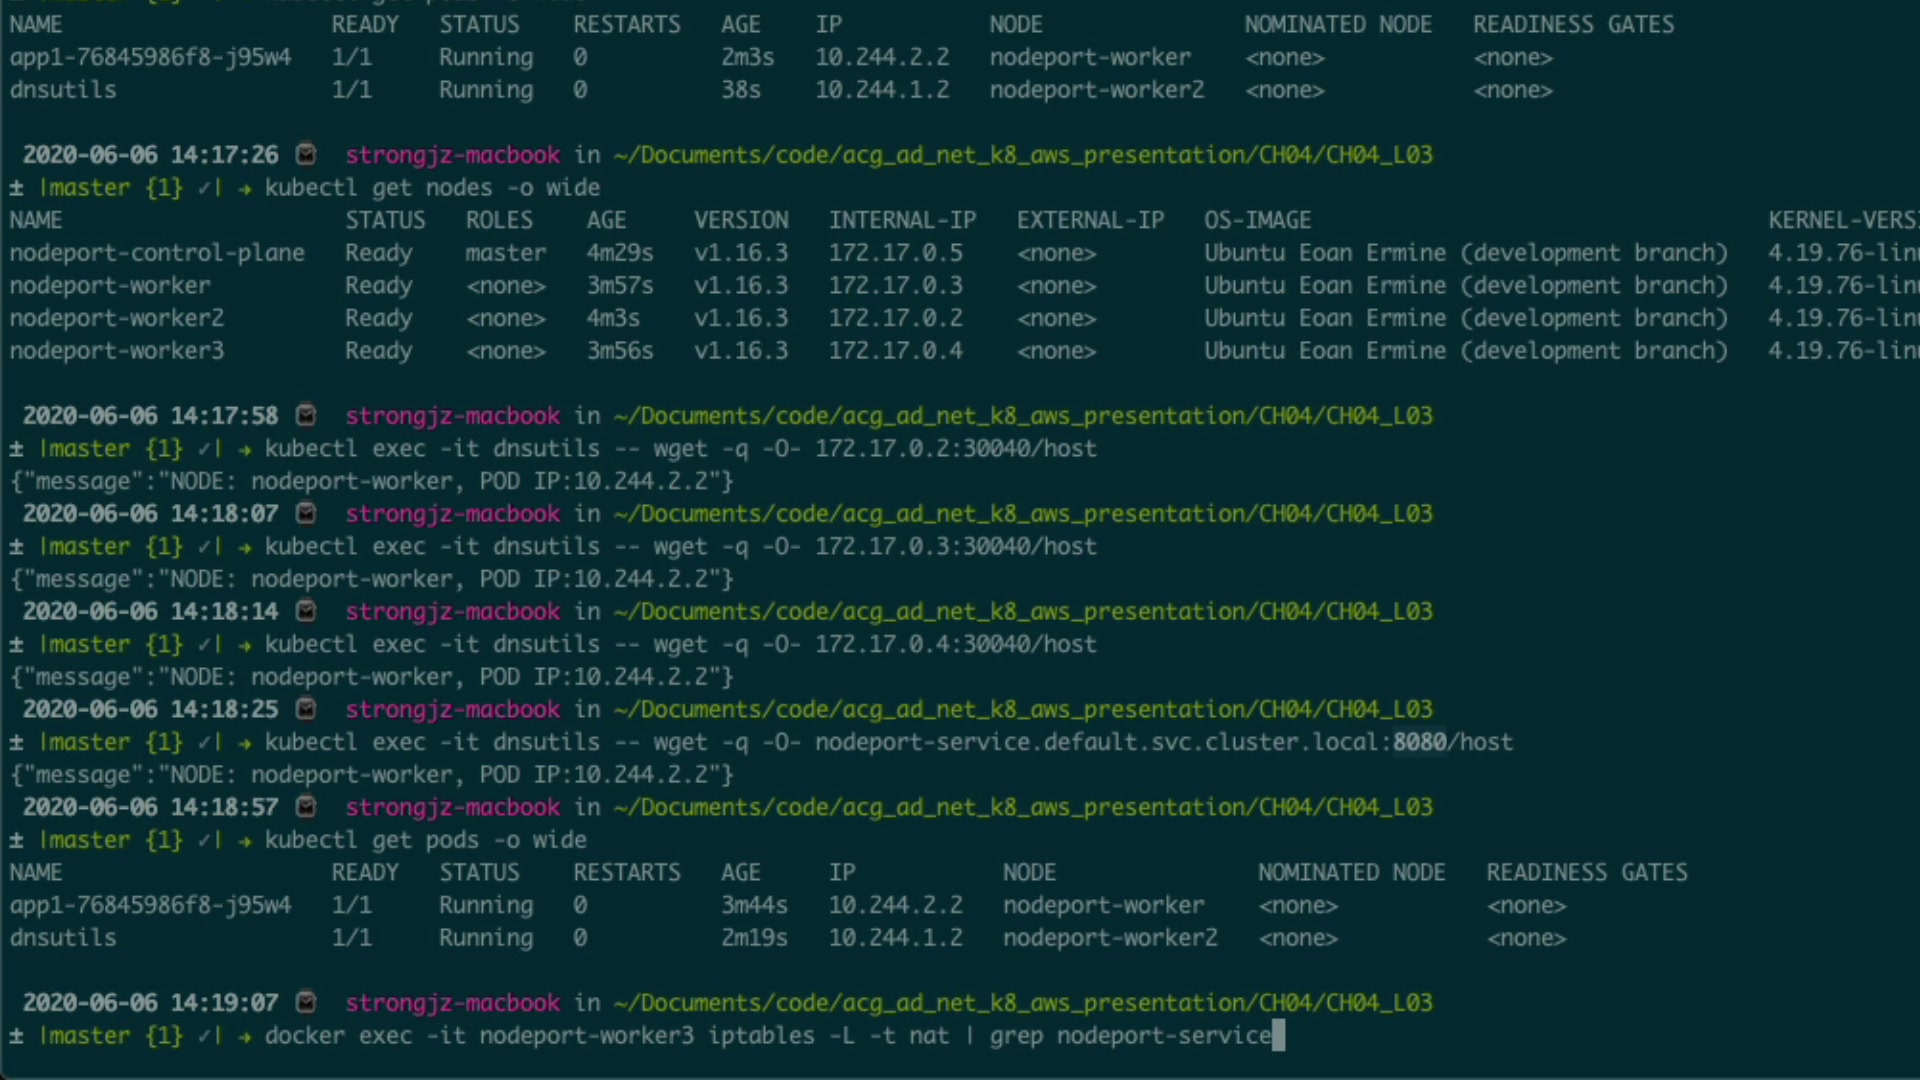 NAME READY STATUS RESTARTS AGE IP NODE NOMINATED NODE READINESS GATES
app1-76845986f8-j95w4 1/1 Running 0 2m3s 10.244.2.2 nodeport-worker <none> <none>
dnsutils 1/1 Running 0 38s 10.244.1.2 nodeport-worker2 <none> <none>
2020-06-06 14:17:26 strongjz-macbook in ~/Documents/code/acg_ad_net_k8_aws_presentation/CH04/CH04_L03
± |master {1} ✓| → kubectl get nodes -o wide
NAME STATUS ROLES AGE VERSION INTERNAL-IP EXTERNAL-IP OS-IMAGE
nodeport-control-plane Ready master 4m29s v1.16.3 172.17.0.5 <none> Ubuntu Eoan Ermine (development branch)
nodeport-worker Ready <none> 3m57s v1.16.3 172.17.0.3 <none> Ubuntu Eoan Ermine (development branch)
nodeport-worker2 Ready <none> 4m3s v1.16.3 172.17.0.2 <none> Ubuntu Eoan Ermine (development branch)
nodeport-worker3 Ready <none> 3m56s v1.16.3 172.17.0.4 <none> Ubuntu Eoan Ermine (development branch)
2020-06-06 14:17:58 strongjz-macbook in ~/Documents/code/acg_ad_net_k8_aws_presentation/CH04/CH04_L03
± |master {1} ✓| → kubectl exec -it dnsutils -- wget -q -O- 172.17.0.2:30040/host
{"message":"NODE: nodeport-worker, POD IP:10.244.2.2"}
2020-06-06 14:18:07 strongjz-macbook in ~/Documents/code/acg_ad_net_k8_aws_presentation/CH04/CH04_L03
± |master {1} ✓| → kubectl exec -it dnsutils -- wget -q -O- 172.17.0.3:30040/host
{"message":"NODE: nodeport-worker, POD IP:10.244.2.2"}
2020-06-06 14:18:14 strongjz-macbook in ~/Documents/code/acg_ad_net_k8_aws_presentation/CH04/CH04_L03
± |master {1} ✓| → kubectl exec -it dnsutils -- wget -q -O- 172.17.0.4:30040/host
{"message":"NODE: nodeport-worker, POD IP:10.244.2.2"}
2020-06-06 14:18:25 strongjz-macbook in ~/Documents/code/acg_ad_net_k8_aws_presentation/CH04/CH04_L03
± |master {1} ✓| → kubectl exec -it dnsutils -- wget -q -O- nodeport-service.default.svc.cluster.local:8080/host
{"message":"NODE: nodeport-worker, POD IP:10.244.2.2"}
2020-06-06 14:18:57 strongjz-macbook in ~/Documents/code/acg_ad_net_k8_aws_presentation/CH04/CH04_L03
± |master {1} ✓| → kubectl get pods -o wide
NAME READY STATUS RESTARTS AGE IP NODE NOMINATED NODE READINESS GATES
app1-76845986f8-j95w4 1/1 Running 0 3m44s 10.244.2.2 nodeport-worker <none> <none>
dnsutils 1/1 Running 0 2m19s 10.244.1.2 nodeport-worker2 <none> <none>
2020-06-06 14:19:07 strongjz-macbook in ~/Documents/code/acg_ad_net_k8_aws_presentation/CH04/CH04_L03
± |master {1} ✓| → docker exec -it nodeport-worker3 iptables -L -t nat | grep nodeport-service